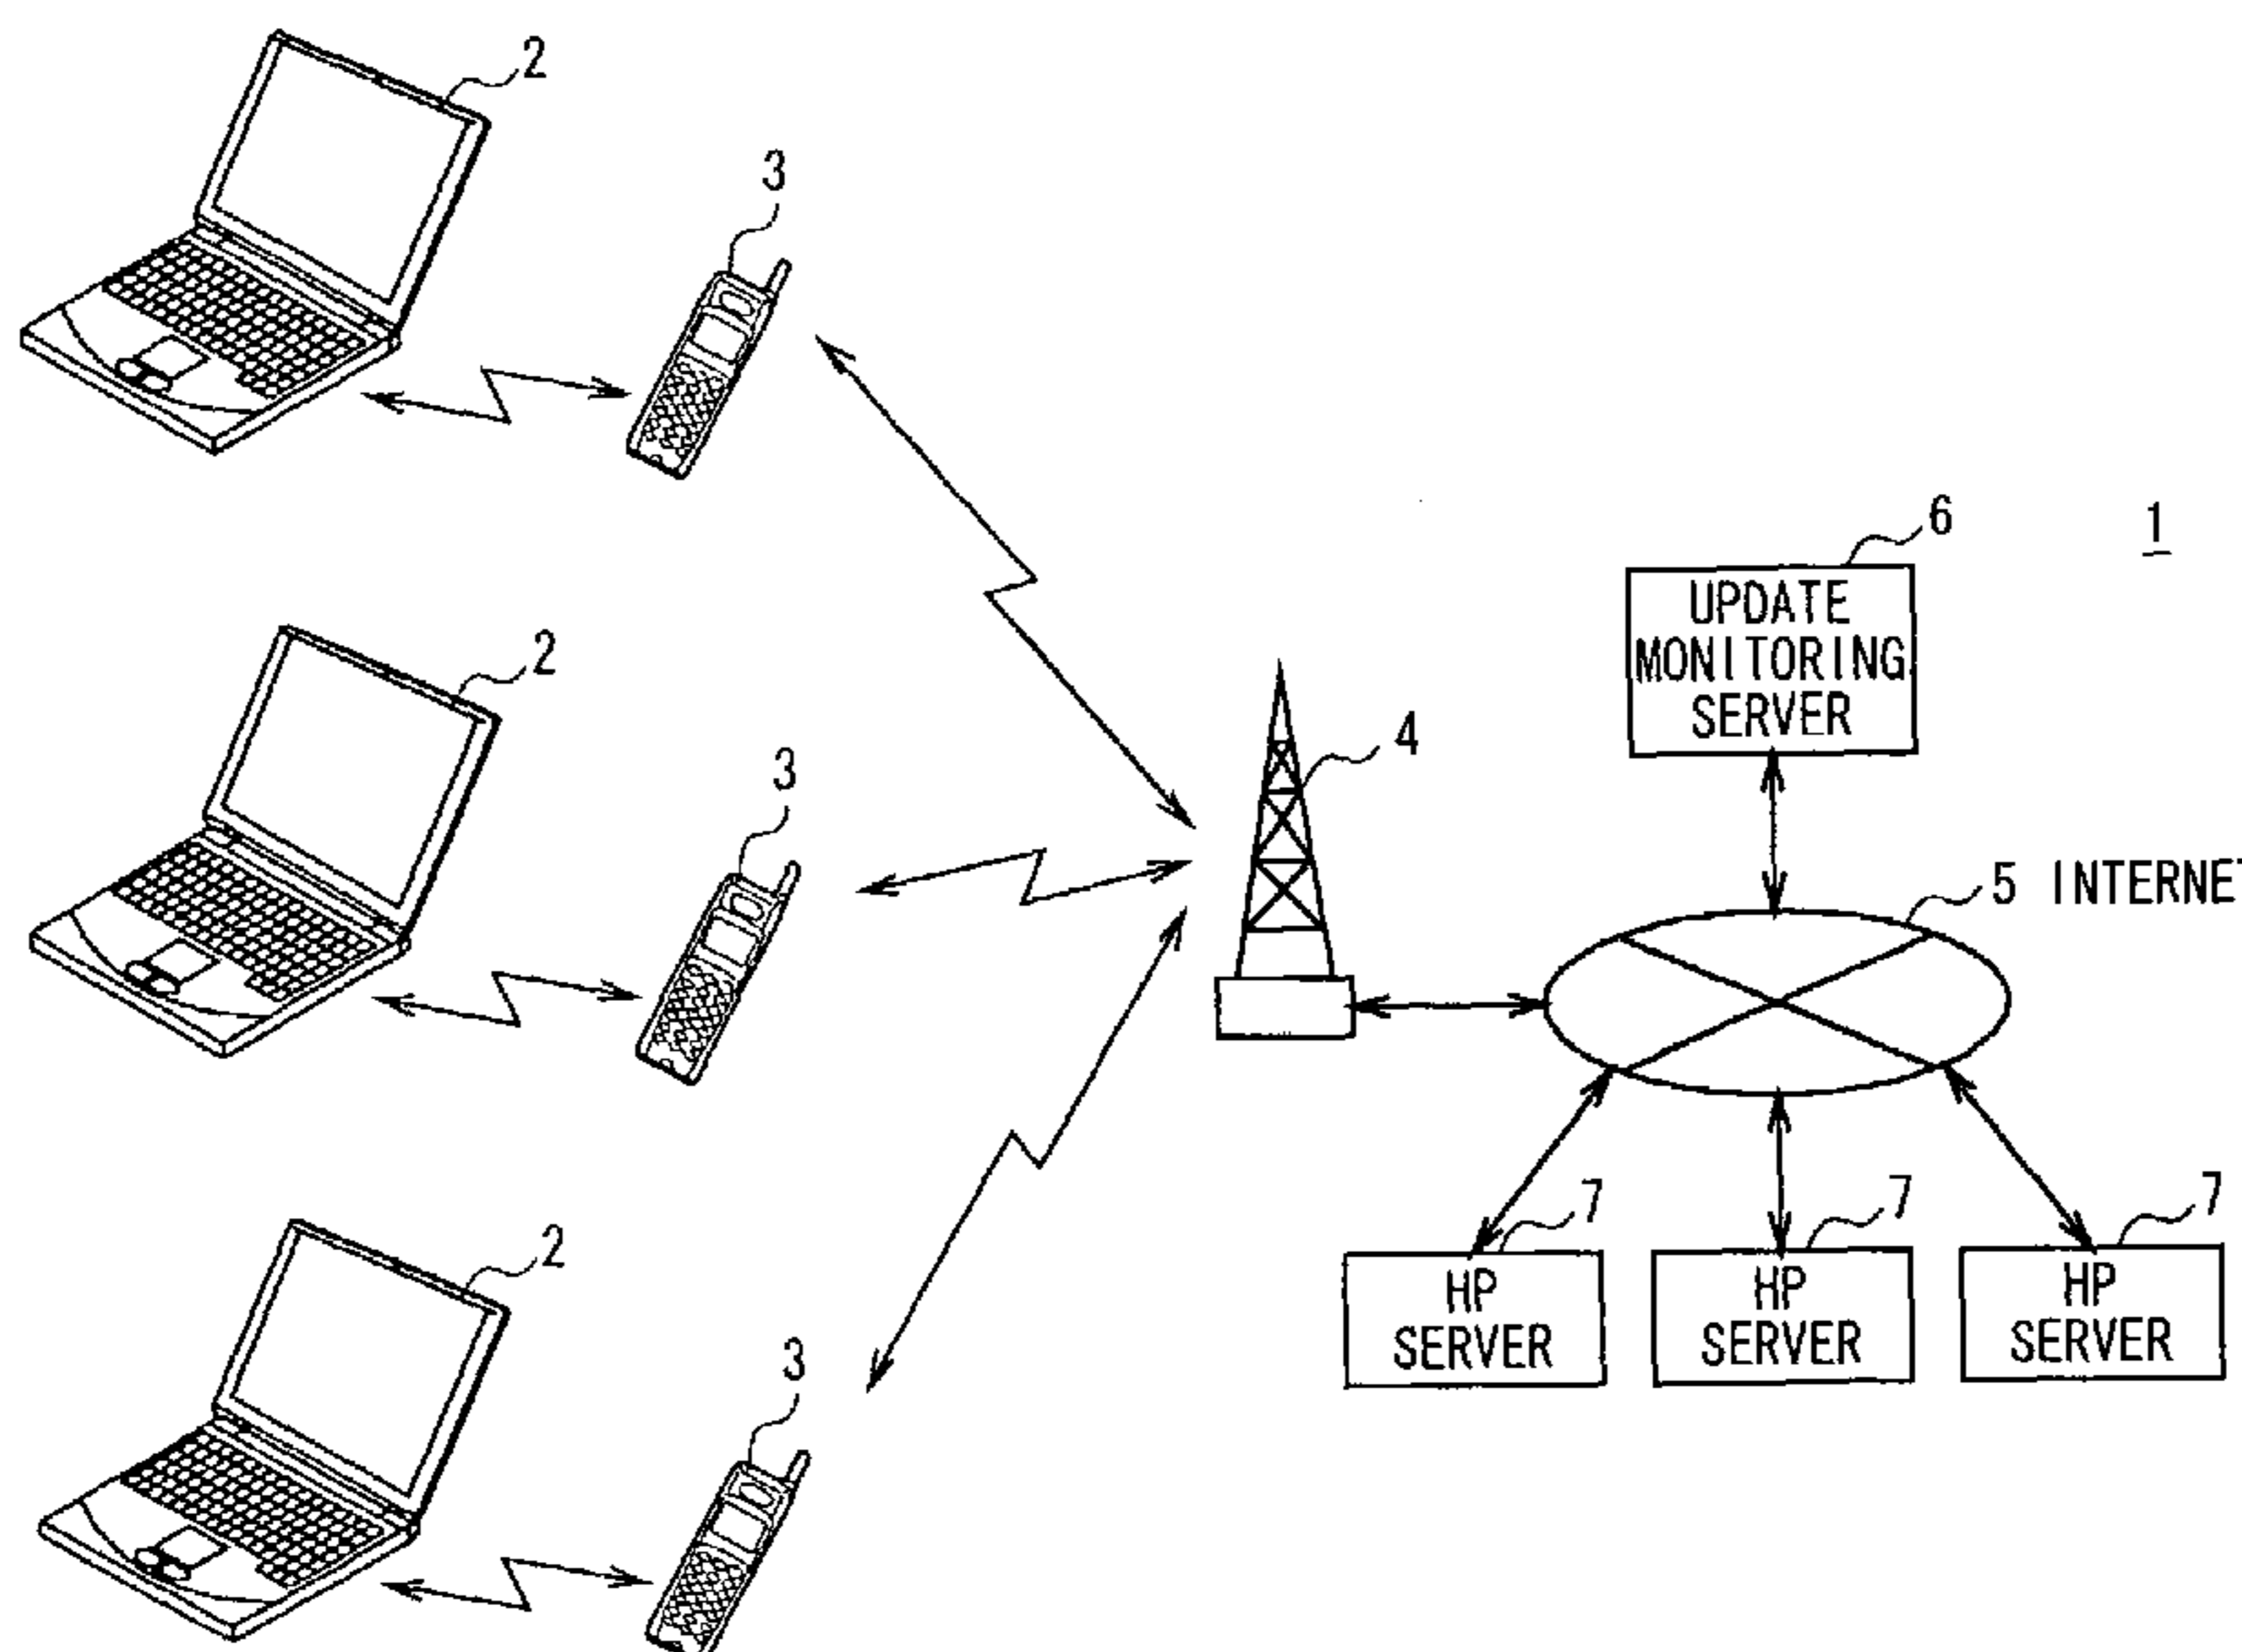 2
3
6
1
UPDATE
MONITORING
SERVER
2
3
4
5 INTERNET
7
7
7
HP
SERVER
HP
SERVER
HP
SERVER
2
3